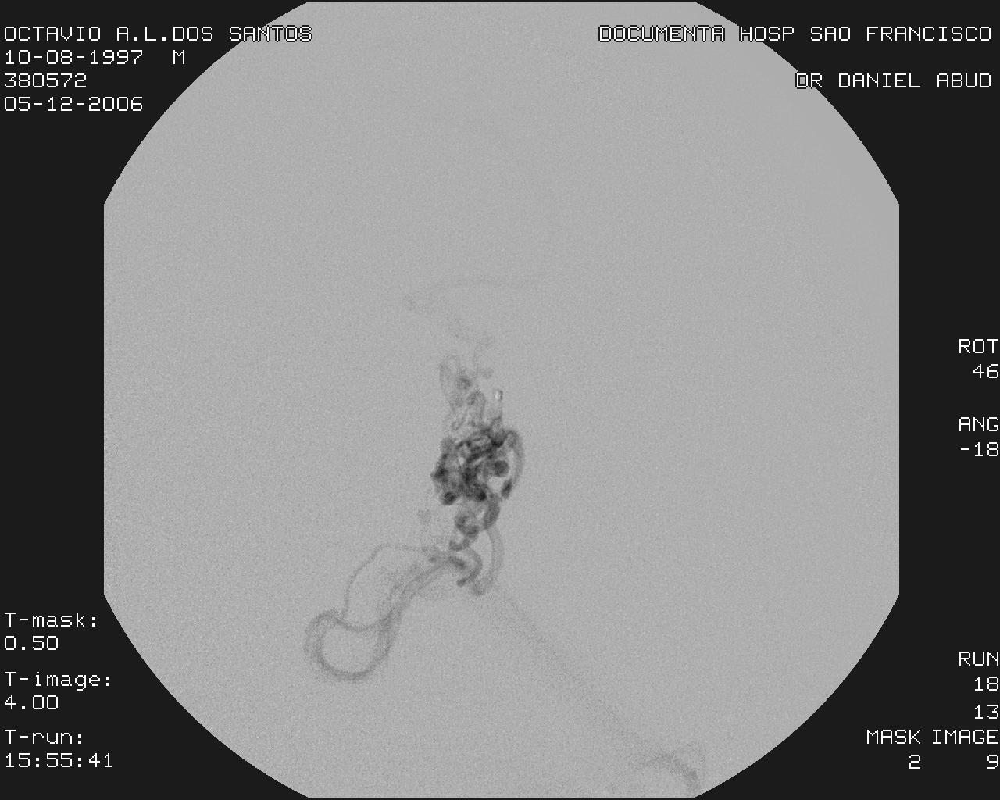 OCTAVIO A.L.DOS SANTOS
10-08-1997 M
380572
05-12-2006
DOCUMENTA HOSP SAO FRANCISCO
DR DANIEL ABUD
ROT
46
ANG
-18
T-mask:
0.50
T-image:
4.00
T-run:
15:55:41
RUN
18
13
MASK IMAGE
2 9